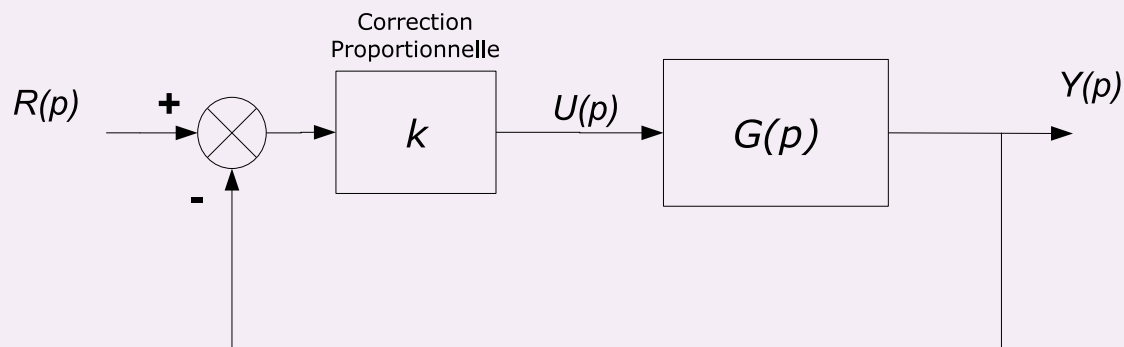 Correction
Proportionnelle
R(p)
+
k
U(p)
G(p)
Y(p)
-